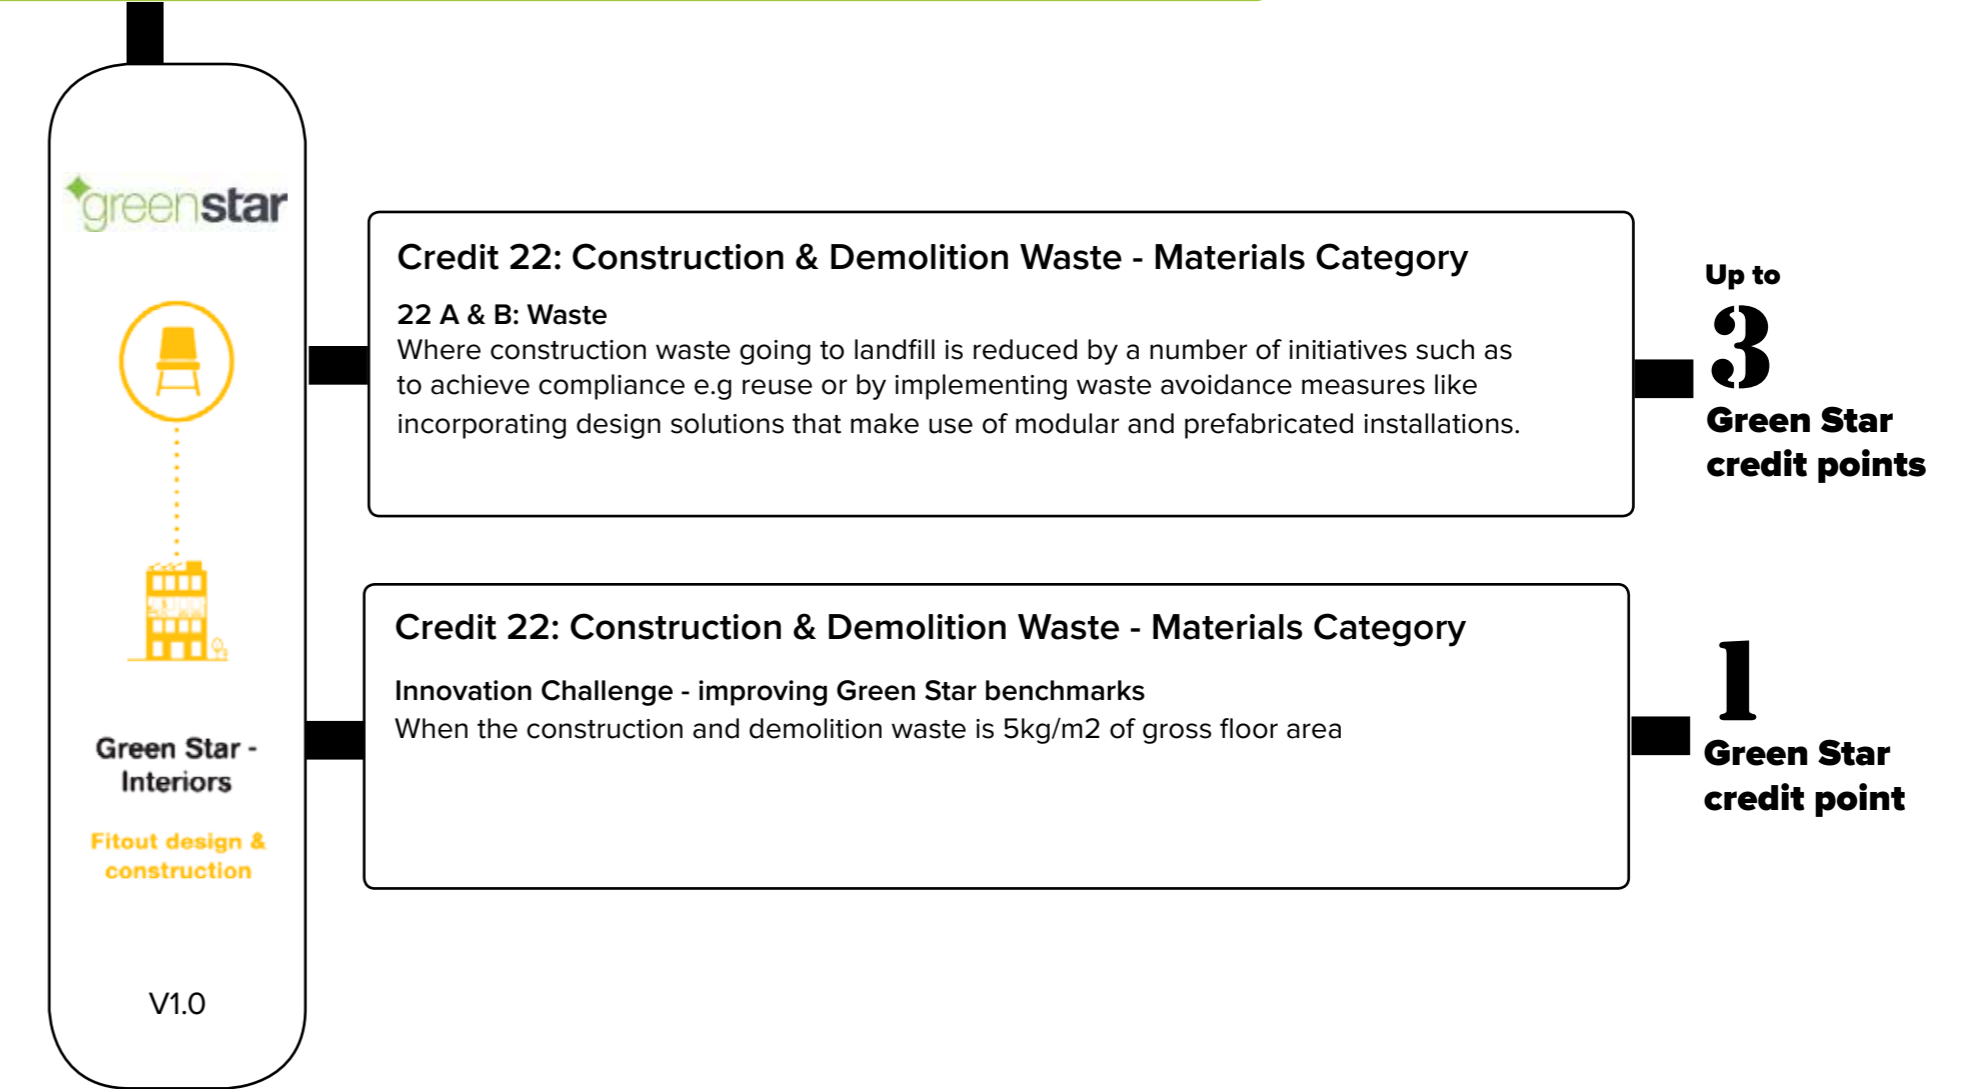 greenstar
Green Star -
Interiors
Fitout design &
construction
V1.0
Credit 22: Construction & Demolition Waste - Materials Category
22 A & B: Waste
Where construction waste going to landfill is reduced by a number of initiatives such as
to achieve compliance e.g reuse or by implementing waste avoidance measures like
incorporating design solutions that make use of modular and prefabricated installations.
Up to
3
Green Star
credit points
Credit 22: Construction & Demolition Waste - Materials Category
Innovation Challenge - improving Green Star benchmarks
When the construction and demolition waste is 5kg/m2 of gross floor area
1
Green Star
credit point